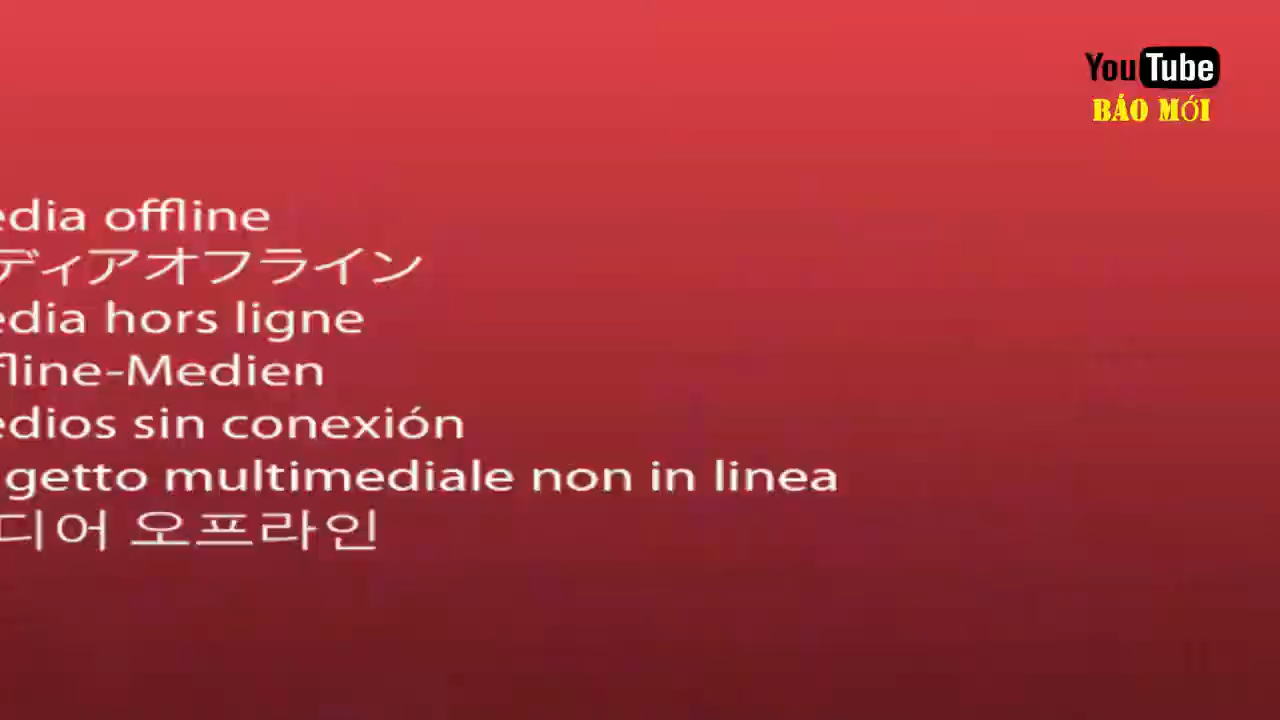 YouTube
BÁO MỚI
edia offline
ディアオフライン
edia hors ligne
fline-Medien
edios sin conexión
getto multimediale non in linea
디어 오프라인